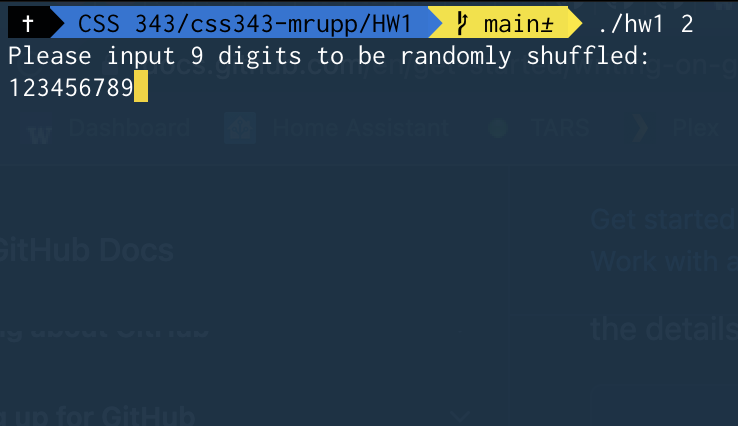 ✝ CSS 343/css343-mrupp/HW1 main± ./hw1 2
Please input 9 digits to be randomly shuffled:
123456789
Dashboard Home Assistant TARS Plex
Get started
GitHub Docs
Work with a
the details
g up for GitHub